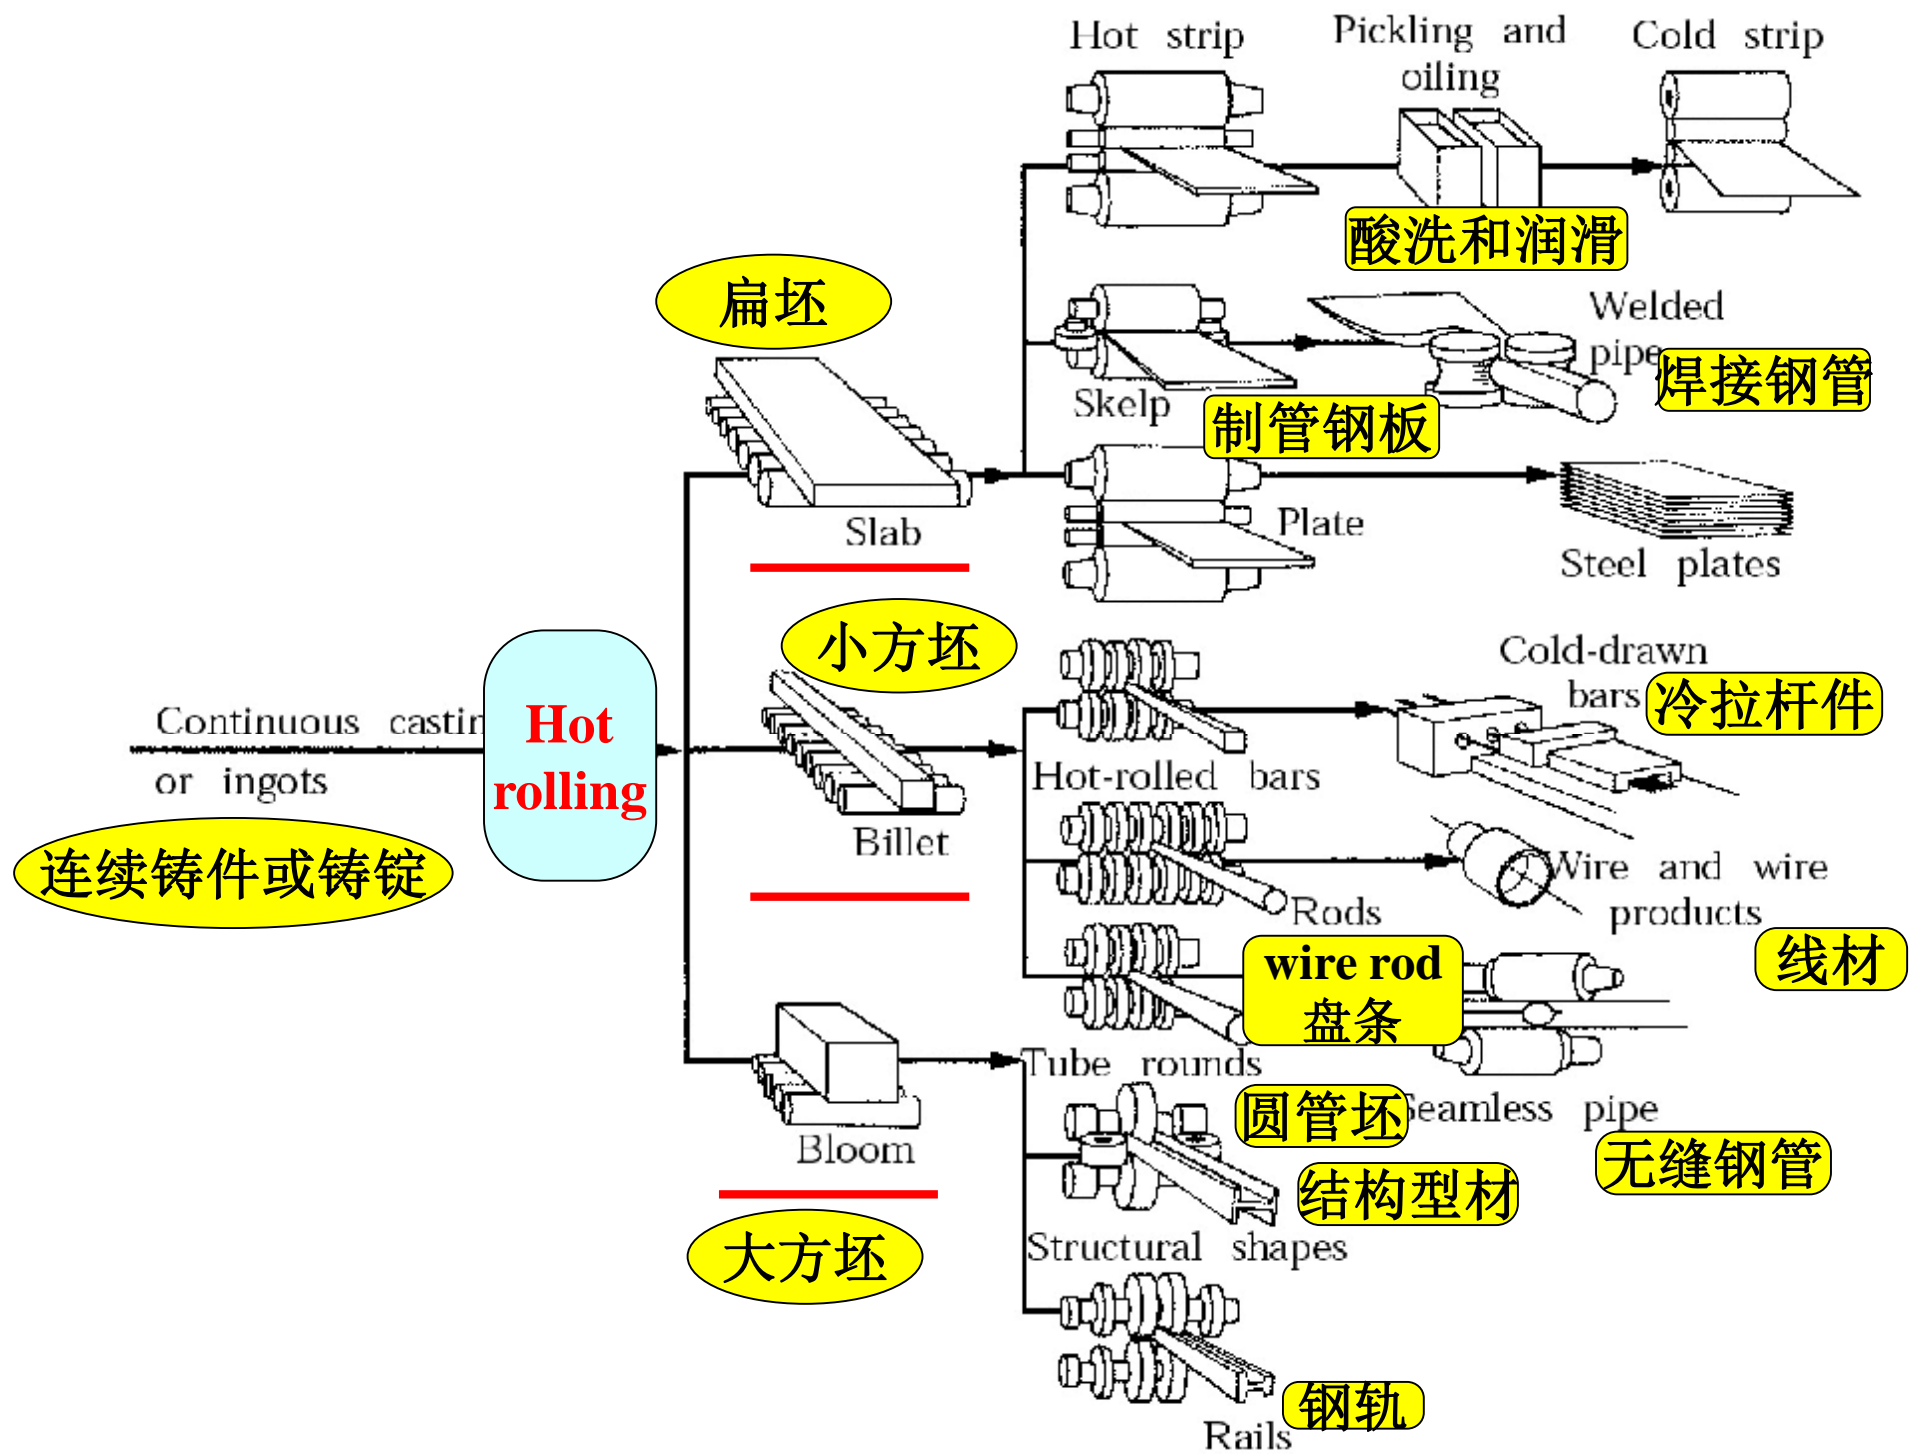 Hot strip
Pickling and
oiling
Cold strip
酸洗和润滑
扁坯
Welded
pipe
焊接钢管
Skelp
制管钢板
Slab
Plate
Steel plates
小方坯
Cold-drawn
bars
冷拉杆件
Continuous castin
or ingots
Hot
rolling
Hot-rolled bars
Billet
连续铸件或铸锭
Rods
Wire and wire
products
线材
wire rod
盘条
Tube rounds
圆管坯
Seamless pipe
无缝钢管
Bloom
结构型材
大方坯
Structural shapes
钢轨
Rails